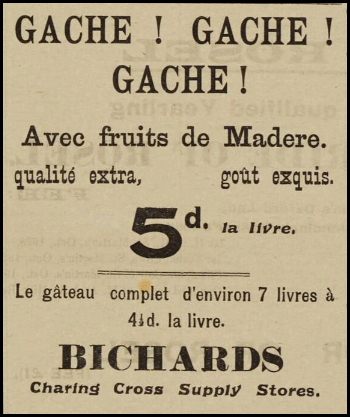 GACHE ! GACHE !
GACHE !
Avec fruits de Madere.
qualité extra, goût exquis.
5d. la livre.
Le gâteau complet d'environ 7 livres à
4½d. la livre.
BICHARDS
Charing Cross Supply Stores.